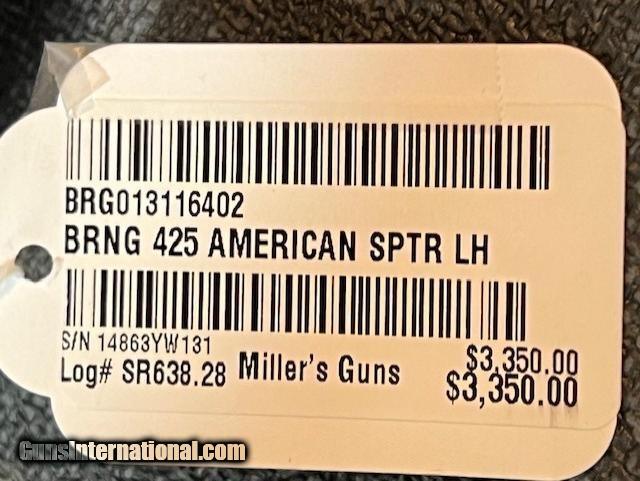 BRG013116402
BRNG 425 AMERICAN SPTR LH
S/N 14863YW131
$3,350.00
Log# SR638.28 Miller's Guns $3,350.00
GunsInternational.com